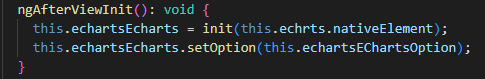 ngAfterViewInit(): void {
this.echartsEcharts = init(this.echrts.nativeElement);
this.echartsEcharts.setOption(this.echartsEChartsOption);
}